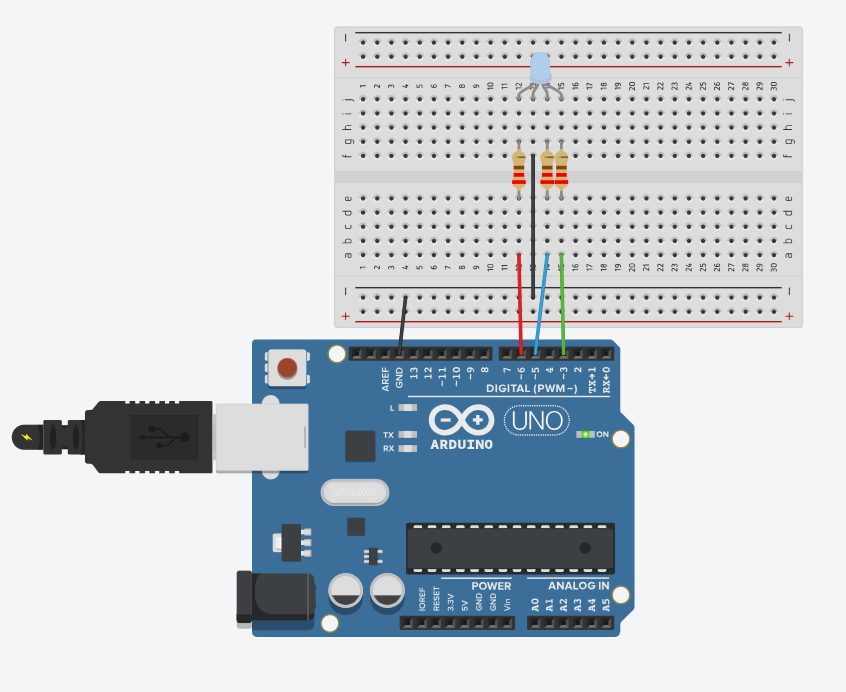 − −
+ +
1 2 3 4 5 6 7 8 9 10 11 12 13 14 15 16 17 18 19 20 21 22 23 24 25 26 27 28 29 30
j j
i i
h h
g g
f f
e e
d d
c c
b b
a a
1 2 3 4 5 6 7 8 9 10 11 12 13 14 15 16 17 18 19 20 21 22 23 24 25 26 27 28 29 30
− −
+ +
AREF GND 13 12 ~11 ~10 ~9 8 7 ~6 ~5 4 ~3 2 TX→1 RX←0
DIGITAL (PWM~)
L
TX
RX
UNO
ARDUINO
ON
POWER ANALOG IN
IOREF RESET 3.3V 5V GND GND Vin A0 A1 A2 A3 A4 A5